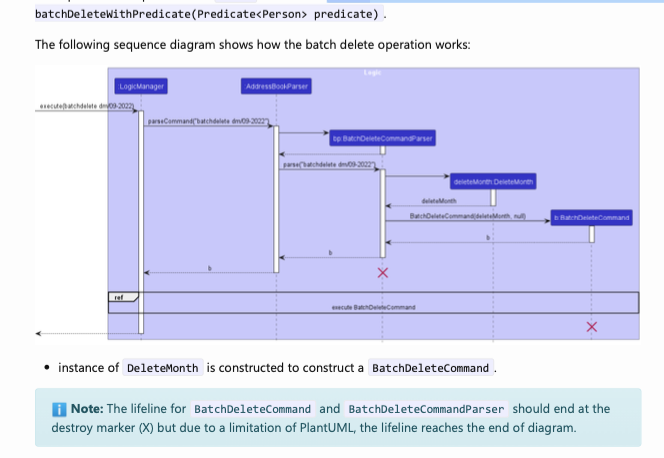 batchDeleteWithPredicate(Predicate<Person> predicate) .
The following sequence diagram shows how the batch delete operation works:
Logic
LogicManager
AddressBookParser
execute(batchdelete dm/09-2022)
parseCommand("batchdelete dm/09-2022")
bp:BatchDeleteCommandParser
parse("batchdelete dm/09-2022")
deleteMonth:DeleteMonth
deleteMonth
BatchDeleteCommand(deleteMonth, null)
b:BatchDeleteCommand
b
b
b
ref
execute BatchDeleteCommand
• instance of DeleteMonth is constructed to construct a BatchDeleteCommand .
Note: The lifeline for BatchDeleteCommand and BatchDeleteCommandParser should end at the
destroy marker (X) but due to a limitation of PlantUML, the lifeline reaches the end of diagram.